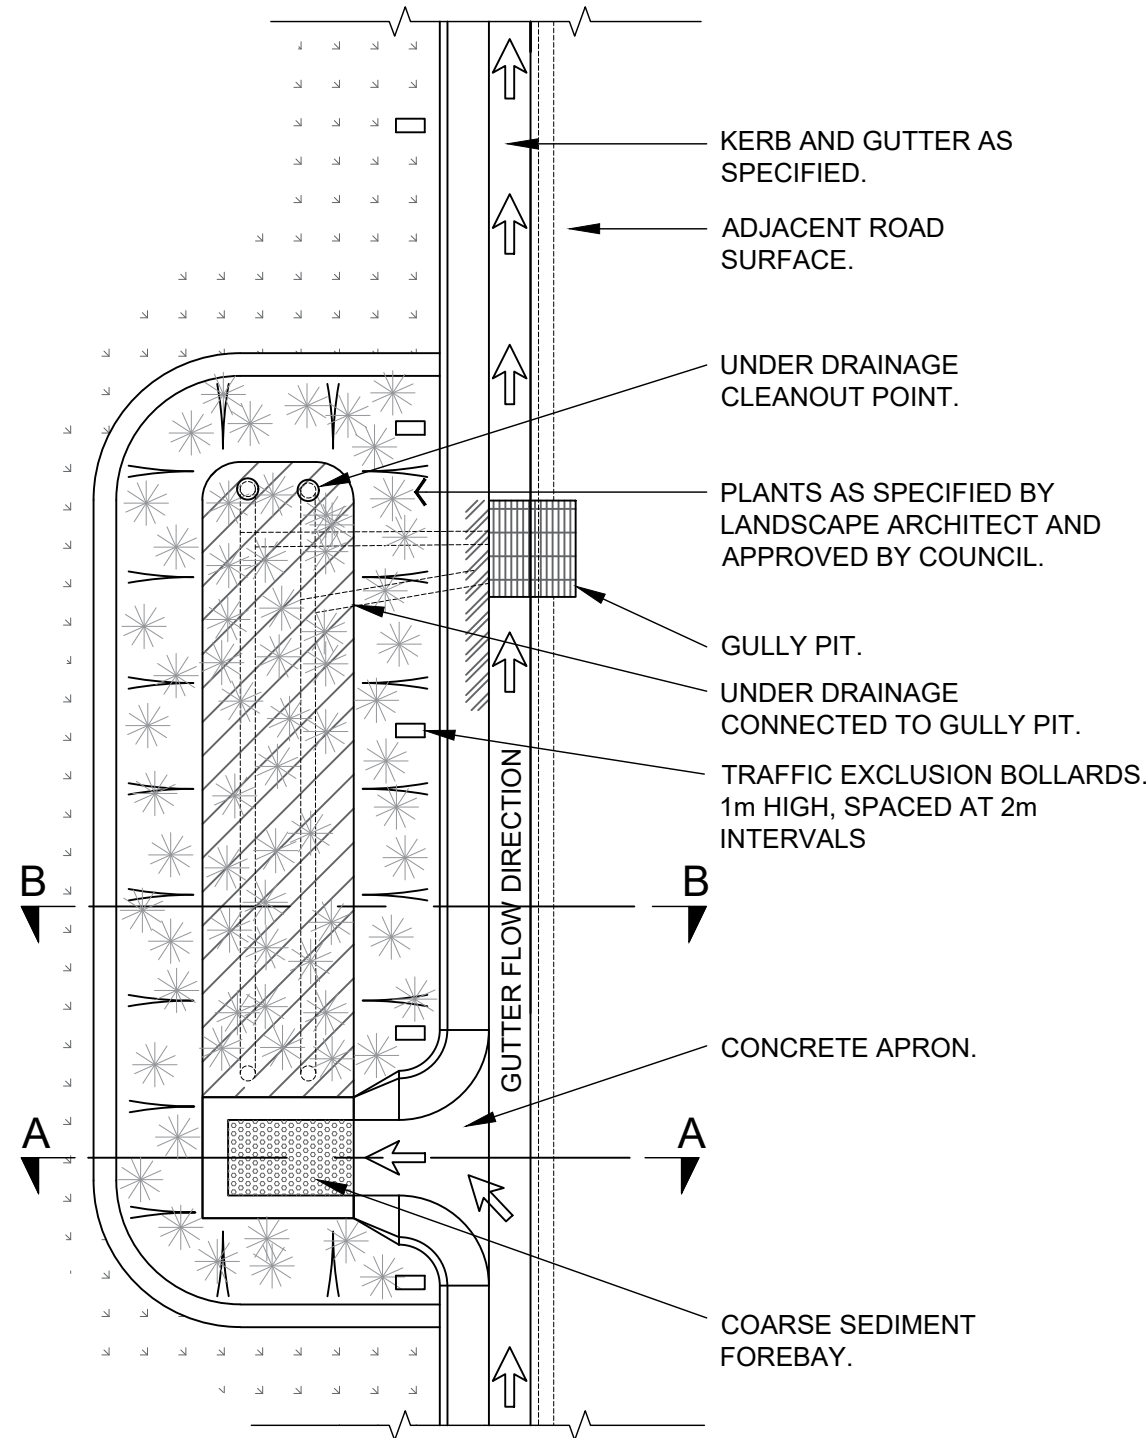 KERB AND GUTTER AS
SPECIFIED.
ADJACENT ROAD
SURFACE.
UNDER DRAINAGE
CLEANOUT POINT.
PLANTS AS SPECIFIED BY
LANDSCAPE ARCHITECT AND
APPROVED BY COUNCIL.
GULLY PIT.
UNDER DRAINAGE
CONNECTED TO GULLY PIT.
TRAFFIC EXCLUSION BOLLARDS.
1m HIGH, SPACED AT 2m
INTERVALS
GUTTER FLOW DIRECTION
B
B
CONCRETE APRON.
A
A
COARSE SEDIMENT
FOREBAY.